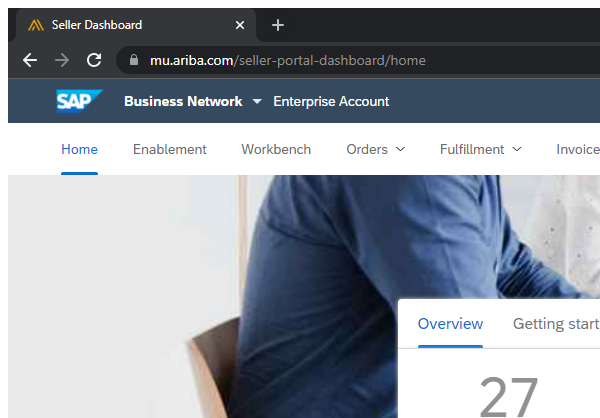 Seller Dashboard
mu.ariba.com/seller-portal-dashboard/home
SAP Business Network Enterprise Account
Home Enablement Workbench Orders Fulfillment Invoice
Overview Getting start
27